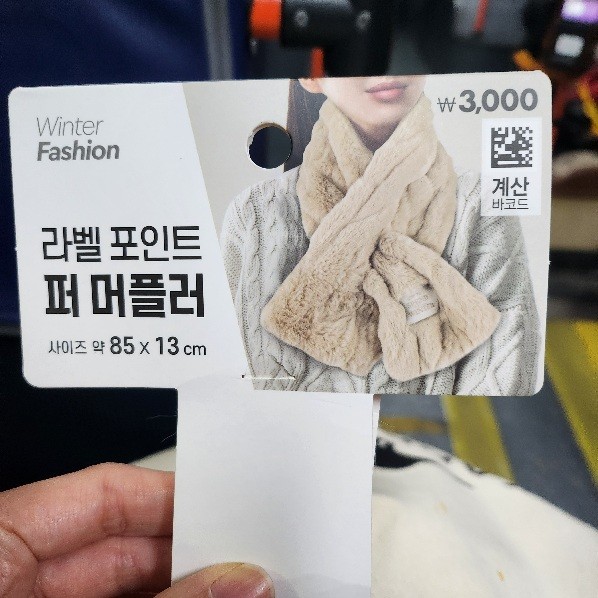 Winter
Fashion
₩3,000
계산
바코드
라벨 포인트
퍼 머플러
사이즈 약 85 x 13 cm